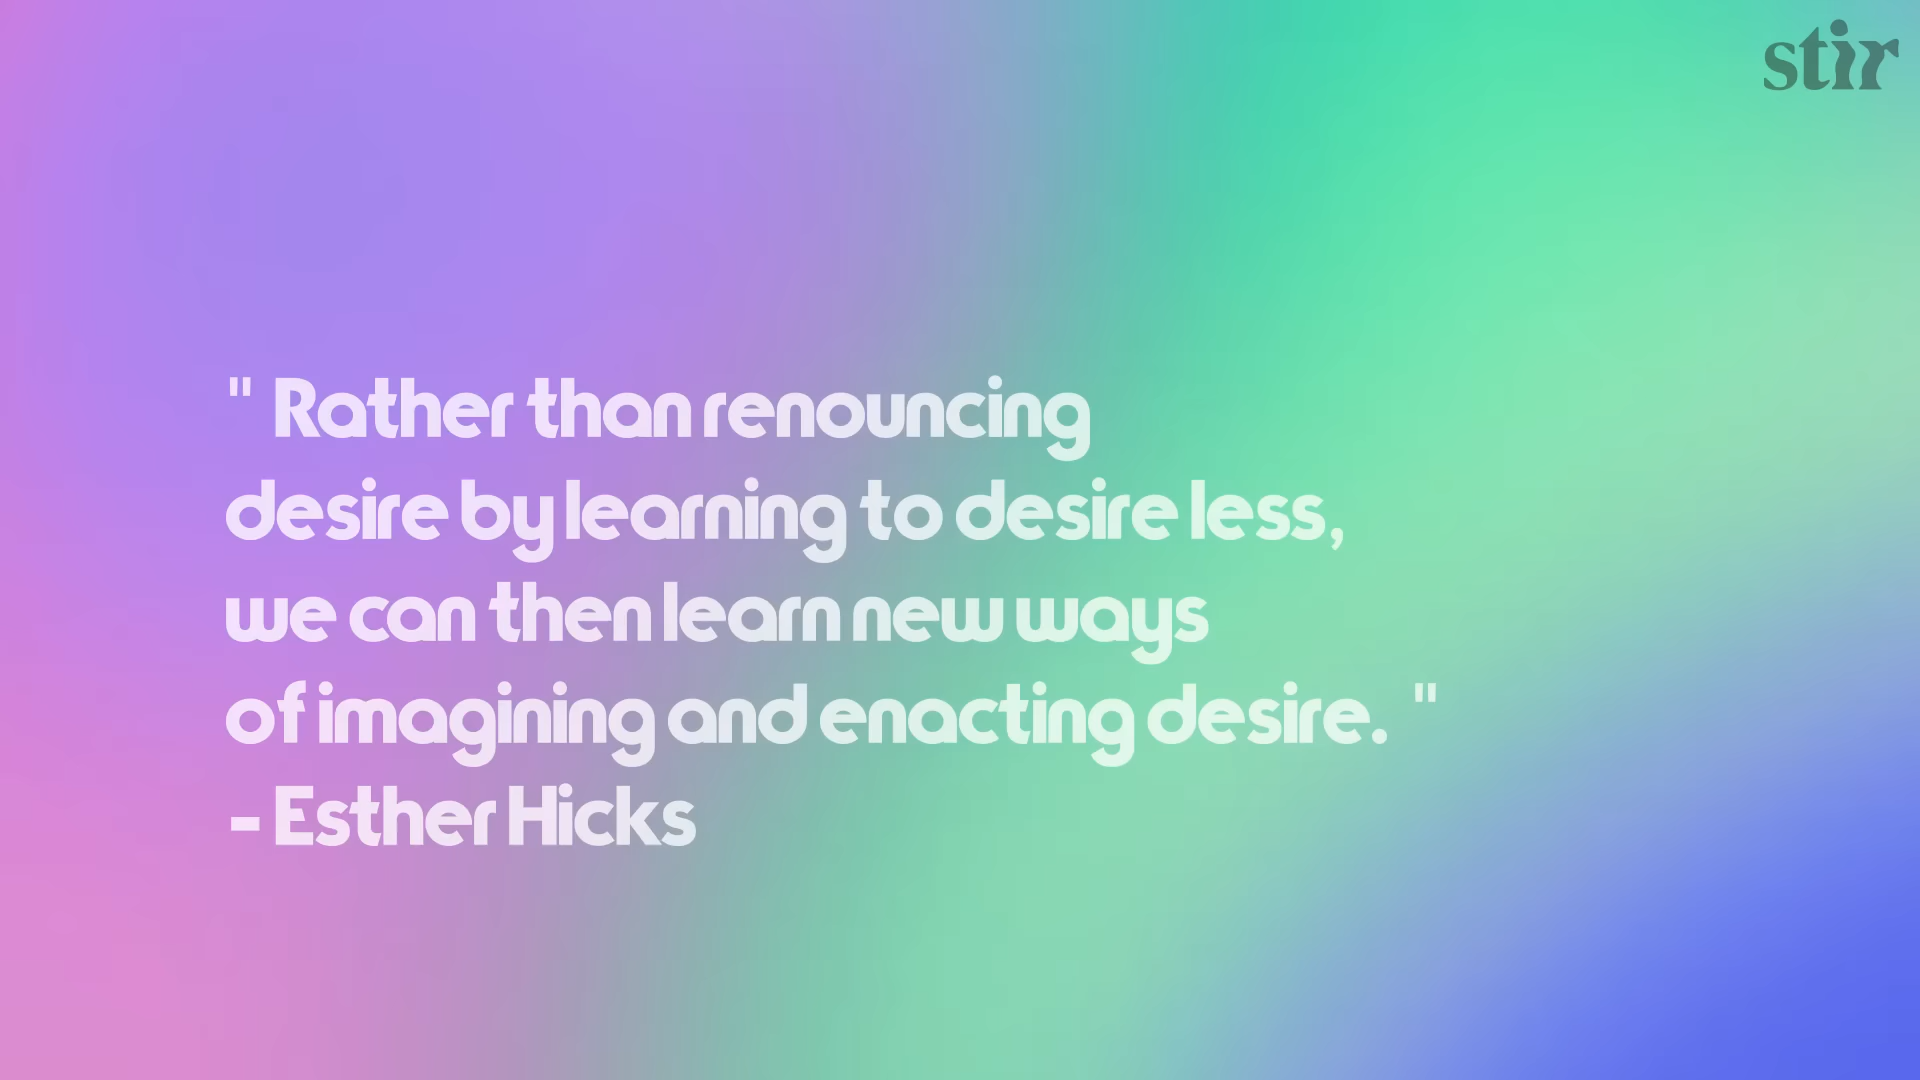 stir
" Rather than renouncing
desire by learning to desire less,
we can then learn new ways
of imagining and enacting desire. "
- Esther Hicks